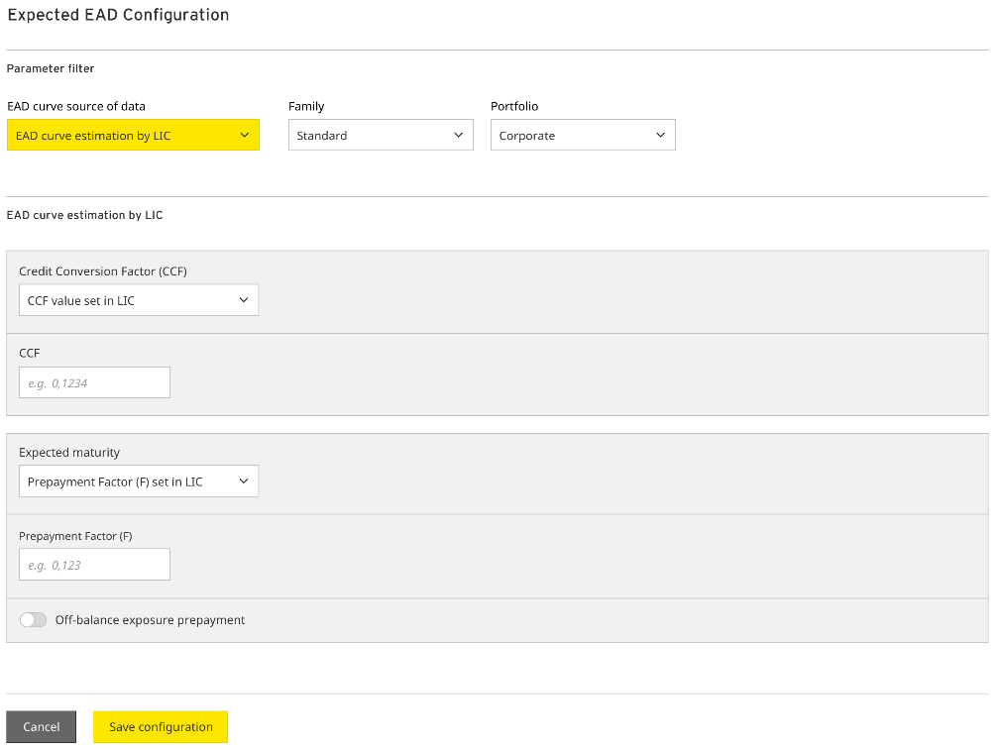 Expected EAD Configuration
Parameter filter
EAD curve source of data Family Portfolio
EAD curve estimation by LIC Standard Corporate
EAD curve estimation by LIC
Credit Conversion Factor (CCF)
CCF value set in LIC
CCF
e.g. 0,1234
Expected maturity
Prepayment Factor (F) set in LIC
Prepayment Factor (F)
e.g. 0,123
Off-balance exposure prepayment
Cancel Save configuration